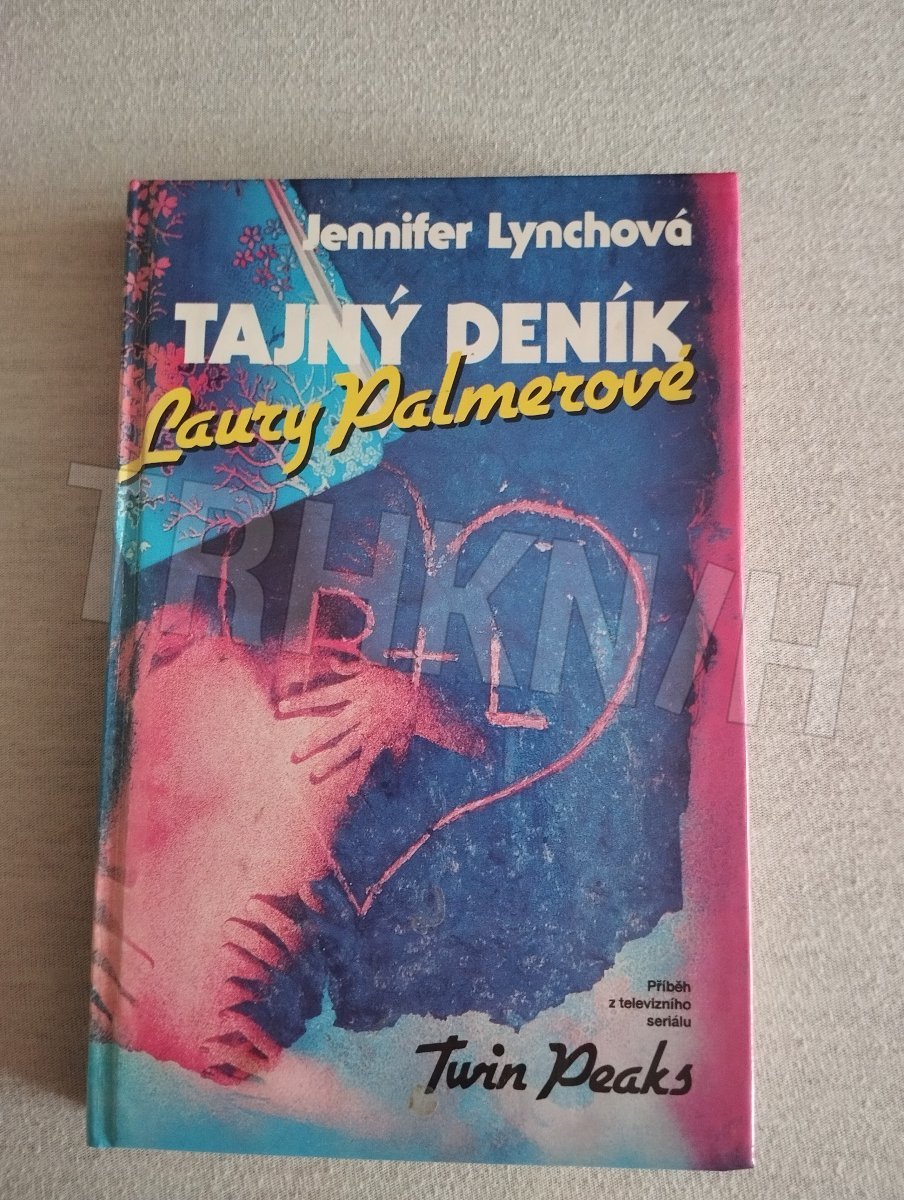 Jennifer Lynchová
TAJNÝ DENÍK
Laury Palmerové
TRHKNIH
B+L
Příběh
z televizního
seriálu
Twin Peaks